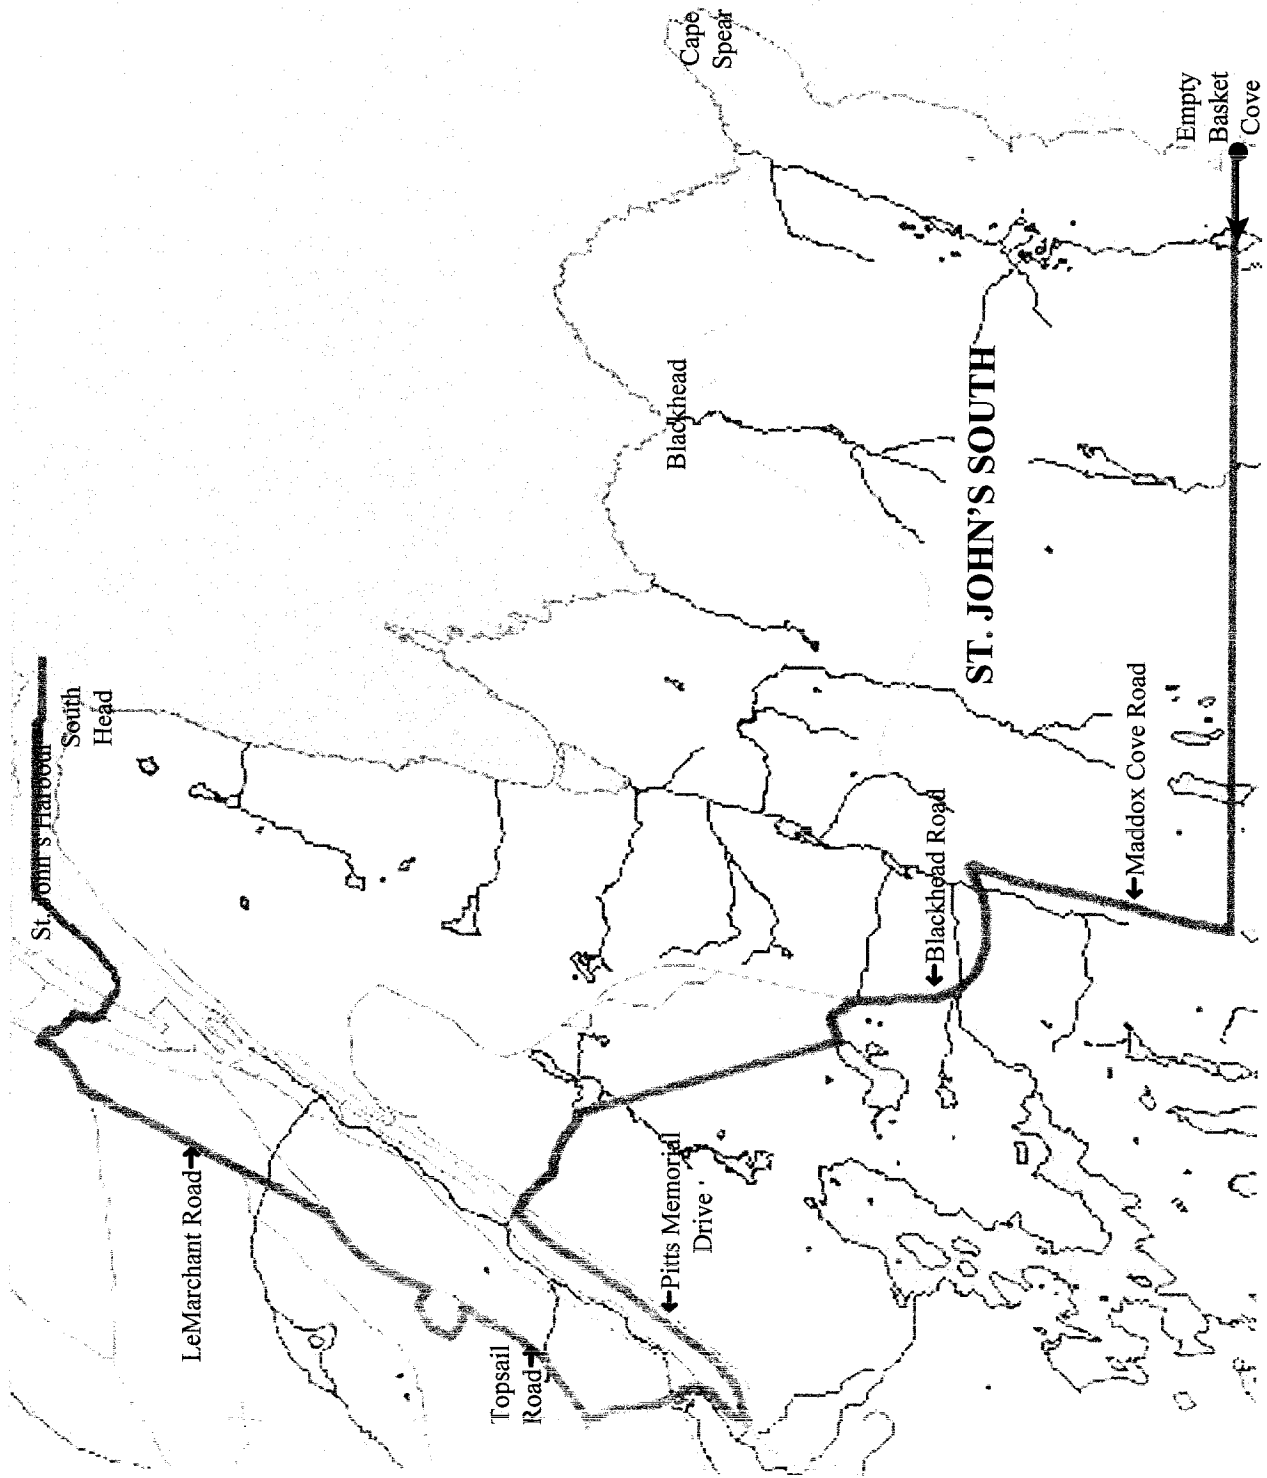 St. John's Harbour
South
Head
Cape
Spear
LeMarchant Road→
Blackhead
Empty
Basket
Cove
Topsail
Road→
←Pitts Memorial
Drive
←Blackhead Road
ST. JOHN'S SOUTH
←Maddox Cove Road